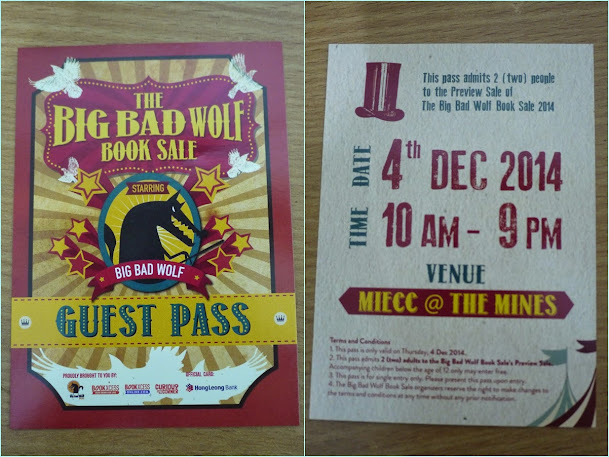 THE
BIG BAD WOLF
BOOK SALE
STARRING
BIG BAD WOLF
GUEST PASS
PROUDLY BROUGHT TO YOU BY:
OFFICIAL CARD:
BOOKXCESS
BOOKXCESS
HongLeong Bank
This pass admits 2 (two) people
to the Preview Sale of
The Big Bad Wolf Book Sale 2014
DATE
4th DEC 2014
TIME
10 AM - 9 PM
VENUE
MIECC @ THE MINES
Terms and Conditions
1. This pass is only valid on Thursday, 4 Dec 2014.
2. This pass admits 2 (two) adults to the Big Bad Wolf Book Sale's Preview Sale.
Accompanying children below the age of 12 only may enter free.
3. This pass is for single entry only. Please present this pass upon entry.
4. The Big Bad Wolf Book Sale organizers reserve the right to make changes to
the terms and conditions at any time without any prior notification.